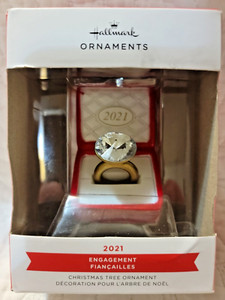 Hallmark
ORNAMENTS
2021
2021
ENGAGEMENT
FIANÇAILLES
CHRISTMAS TREE ORNAMENT
DÉCORATION POUR L'ARBRE DE NOËL